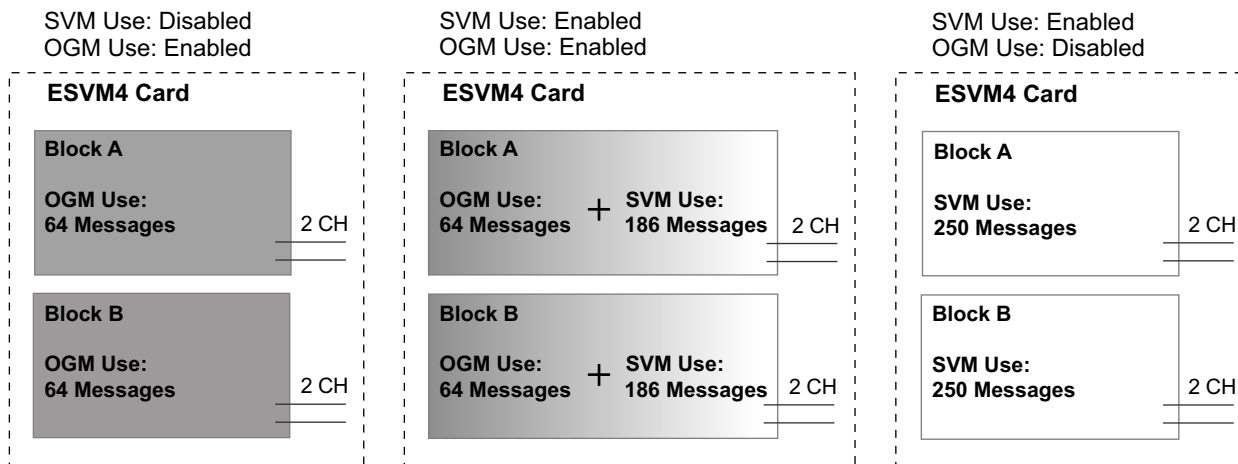 SVM Use: Disabled
OGM Use: Enabled
ESVM4 Card
Block A
OGM Use:
64 Messages
2 CH
Block B
OGM Use:
64 Messages
2 CH
SVM Use: Enabled
OGM Use: Enabled
ESVM4 Card
Block A
OGM Use:
64 Messages
+
SVM Use:
186 Messages
2 CH
Block B
OGM Use:
64 Messages
+
SVM Use:
186 Messages
2 CH
SVM Use: Enabled
OGM Use: Disabled
ESVM4 Card
Block A
SVM Use:
250 Messages
2 CH
Block B
SVM Use:
250 Messages
2 CH